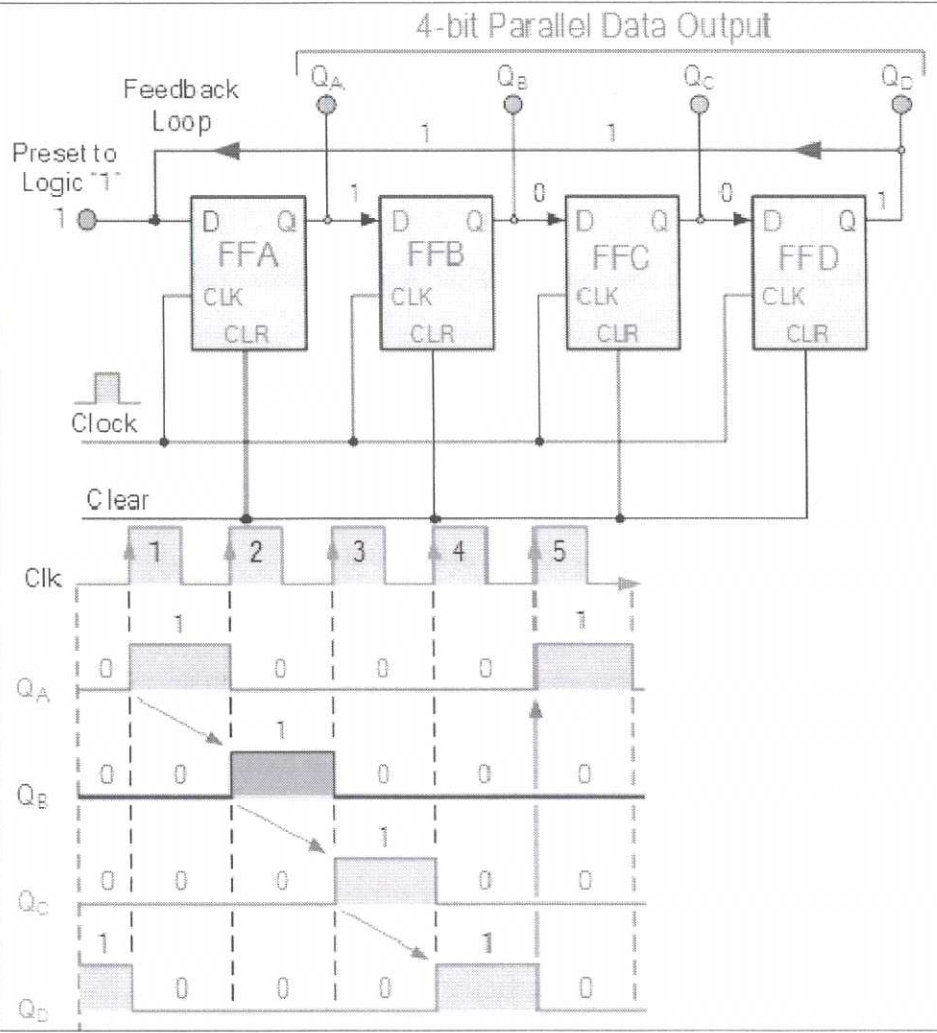 4-bit Parallel Data Output
QA QB QC QD
Feedback
Loop
1 1
Preset to
Logic "1"
1
1 0 0 1
D Q D Q D Q D Q
FFA FFB FFC FFD
CLK CLK CLK CLK
CLR CLR CLR CLR
Clock
Clear
Clk 1 2 3 4 5
1 1
0 0 0 0
QA
1
0 0 0 0 0
QB
1
0 0 0 0 0
QC
1 1
0 0 0 0
QD